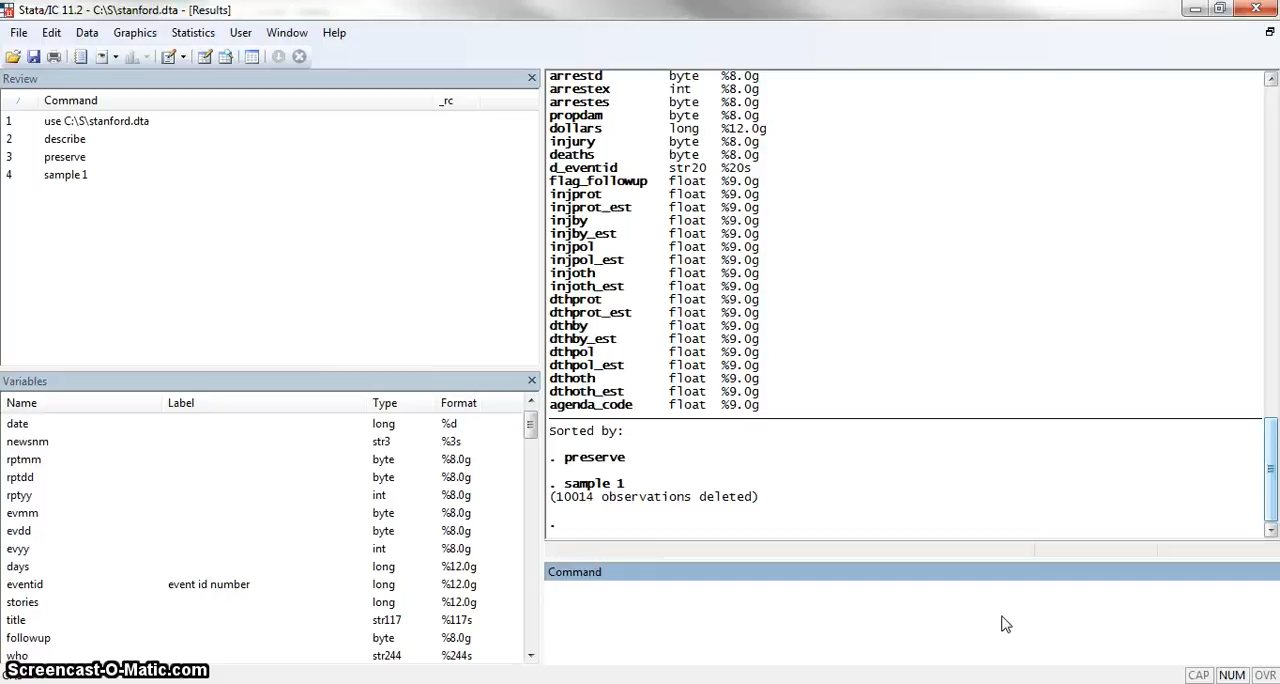 Stata/IC 11.2 - C:\S\stanford.dta - [Results]
File Edit Data Graphics Statistics User Window Help
Review
/ Command _rc
1 use C:\S\stanford.dta
2 describe
3 preserve
4 sample 1
Variables
Name Label Type Format
date long %d
newsnm str3 %3s
rptmm byte %8.0g
rptdd byte %8.0g
rptyy int %8.0g
evmm byte %8.0g
evdd byte %8.0g
evyy int %8.0g
days long %12.0g
eventid event id number long %12.0g
stories long %12.0g
title str117 %117s
followup byte %8.0g
who str244 %244s
arrestd byte %8.0g
arrestex int %8.0g
arrestes byte %8.0g
propdam byte %8.0g
dollars long %12.0g
injury byte %8.0g
deaths byte %8.0g
d_eventid str20 %20s
flag_followup float %9.0g
injprot float %9.0g
injprot_est float %9.0g
injby float %9.0g
injby_est float %9.0g
injpol float %9.0g
injpol_est float %9.0g
injoth float %9.0g
injoth_est float %9.0g
dthprot float %9.0g
dthprot_est float %9.0g
dthby float %9.0g
dthby_est float %9.0g
dthpol float %9.0g
dthpol_est float %9.0g
dthoth float %9.0g
dthoth_est float %9.0g
agenda_code float %9.0g
Sorted by:
. preserve
. sample 1
(10014 observations deleted)
.
Command
Screencast-O-Matic.com
CAP NUM OVR